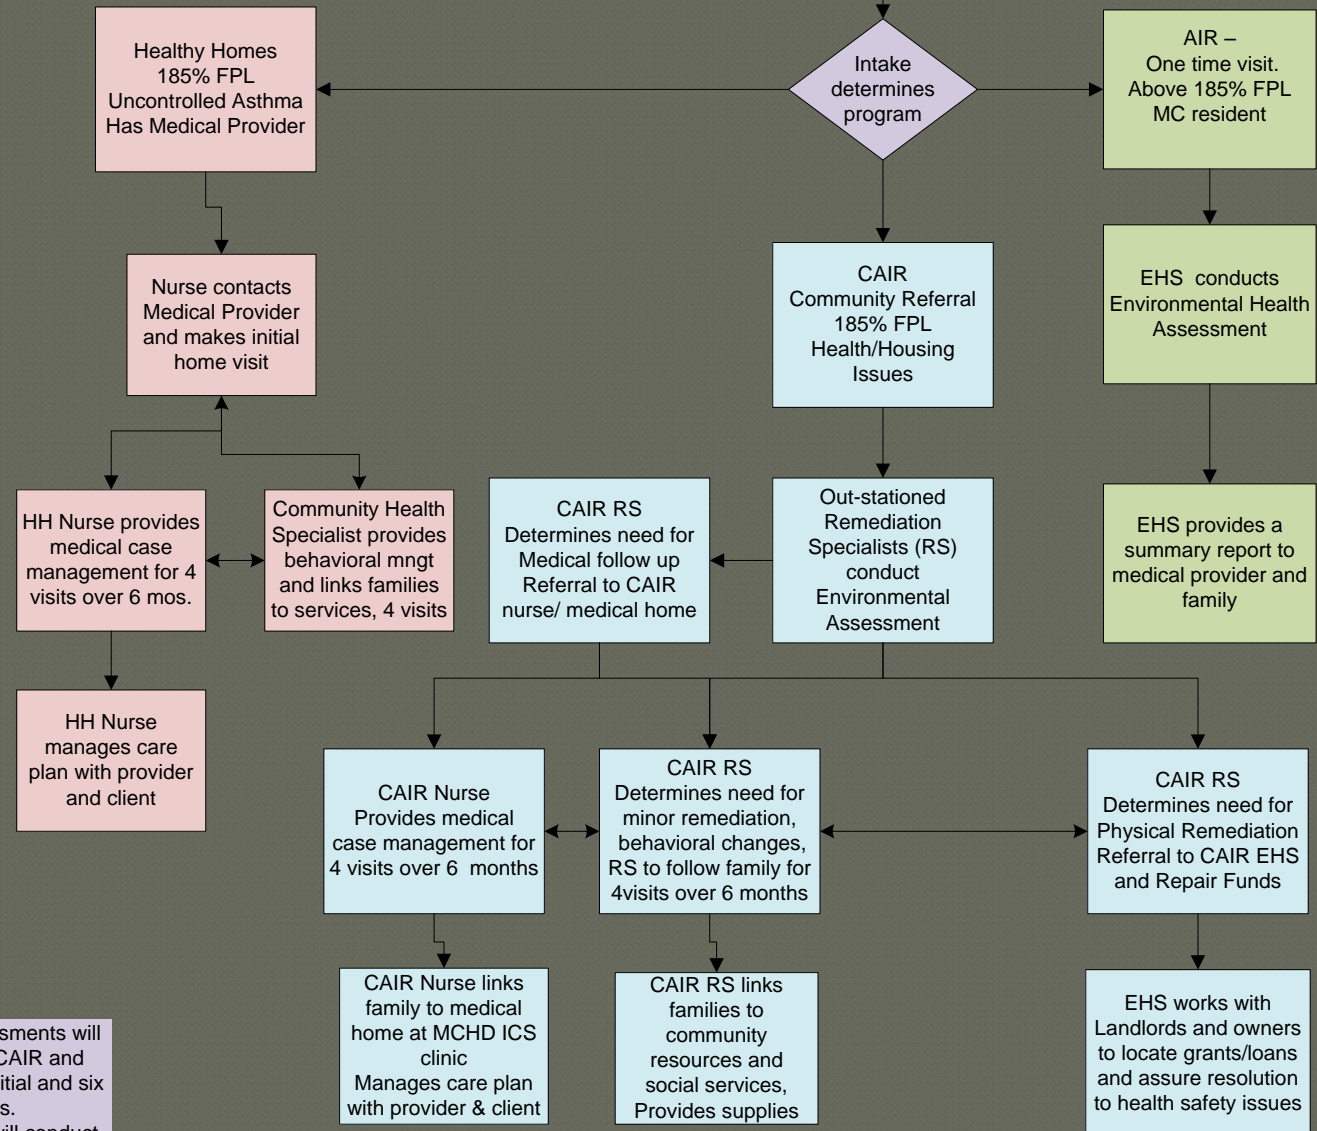 Healthy Homes
185% FPL
Uncontrolled Asthma
Has Medical Provider
Intake
determines
program
AIR –
One time visit.
Above 185% FPL
MC resident
Nurse contacts
Medical Provider
and makes initial
home visit
CAIR
Community Referral
185% FPL
Health/Housing
Issues
EHS conducts
Environmental Health
Assessment
HH Nurse provides
medical case
management for 4
visits over 6 mos.
Community Health
Specialist provides
behavioral mngt
and links families
to services, 4 visits
CAIR RS
Determines need for
Medical follow up
Referral to CAIR
nurse/ medical home
Out-stationed
Remediation
Specialists (RS)
conduct
Environmental
Assessment
EHS provides a
summary report to
medical provider and
family
HH Nurse
manages care
plan with provider
and client
CAIR Nurse
Provides medical
case management for
4 visits over 6 months
CAIR RS
Determines need for
minor remediation,
behavioral changes,
RS to follow family for
4visits over 6 months
CAIR RS
Determines need for
Physical Remediation
Referral to CAIR EHS
and Repair Funds
CAIR Nurse links
family to medical
home at MCHD ICS
clinic
Manages care plan
with provider & client
CAIR RS links
families to
community
resources and
social services,
Provides supplies
EHS works with
Landlords and owners
to locate grants/loans
and assure resolution
to health safety issues
sments will
CAIR and
itial and six
s.
will conduct